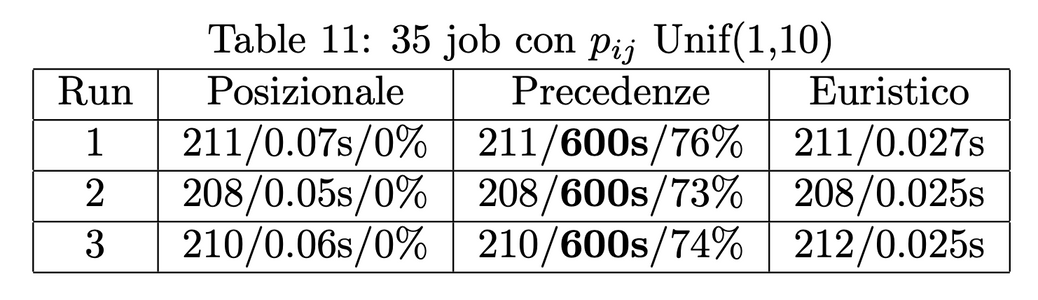 Table 11: 35 job con pij Unif(1,10)
Run Posizionale Precedenze Euristico
1 211/0.07s/0% 211/600s/76% 211/0.027s
2 208/0.05s/0% 208/600s/73% 208/0.025s
3 210/0.06s/0% 210/600s/74% 212/0.025s